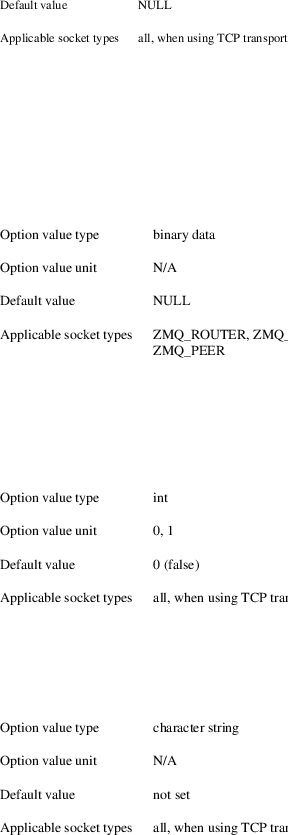 Default value NULL
Applicable socket types all, when using TCP transport
Option value type binary data
Option value unit N/A
Default value NULL
Applicable socket types ZMQ_ROUTER, ZMQ_
ZMQ_PEER
Option value type int
Option value unit 0, 1
Default value 0 (false)
Applicable socket types all, when using TCP tran
Option value type character string
Option value unit N/A
Default value not set
Applicable socket types all, when using TCP tran